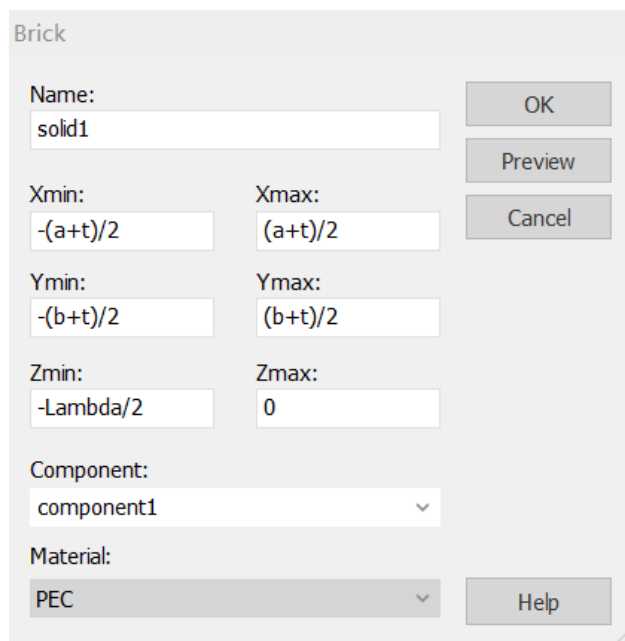 Brick
Name:
OK
solid1
Preview
Xmin: Xmax:
Cancel
-(a+t)/2 (a+t)/2
Ymin: Ymax:
-(b+t)/2 (b+t)/2
Zmin: Zmax:
-Lambda/2 0
Component:
component1
Material:
PEC
Help